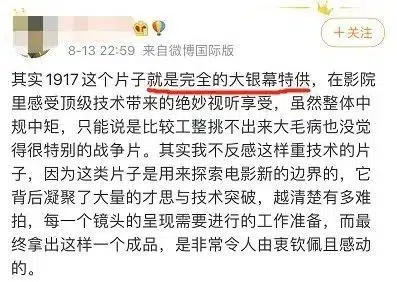 +关注
8-13 22:59 来自微博国际版
其实1917这个片子就是完全的大银幕特供，在影院
里感受顶级技术带来的绝妙视听享受，虽然整体中
规中矩，只能说是比较工整挑不出来大毛病也没觉
得很特别的战争片。其实我不反感这样重技术的片
子，因为这类片子是用来探索电影新的边界的，它
背后凝聚了大量的才思与技术突破，越清楚有多难
拍，每一个镜头的呈现需要进行的工作准备，而最
终拿出这样一个成品，是非常令人由衷钦佩且感动
的。